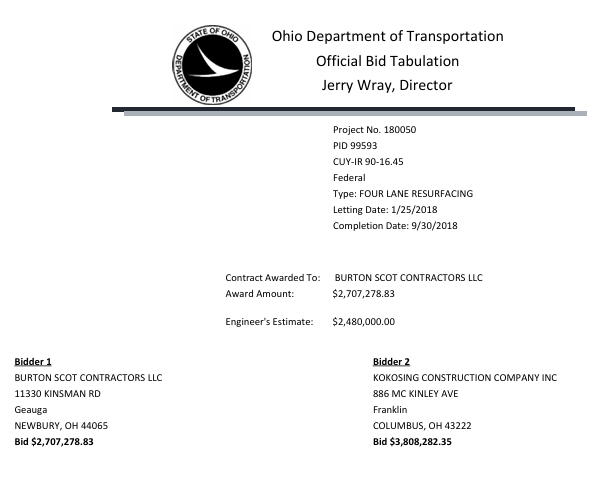 STATE OF OHIO
DEPARTMENT OF TRANSPORTATION
Ohio Department of Transportation
Official Bid Tabulation
Jerry Wray, Director
Project No. 180050
PID 99593
CUY-IR 90-16.45
Federal
Type: FOUR LANE RESURFACING
Letting Date: 1/25/2018
Completion Date: 9/30/2018
Contract Awarded To: BURTON SCOT CONTRACTORS LLC
Award Amount: $2,707,278.83
Engineer's Estimate: $2,480,000.00
Bidder 1
BURTON SCOT CONTRACTORS LLC
11330 KINSMAN RD
Geauga
NEWBURY, OH 44065
Bid $2,707,278.83
Bidder 2
KOKOSING CONSTRUCTION COMPANY INC
886 MC KINLEY AVE
Franklin
COLUMBUS, OH 43222
Bid $3,808,282.35